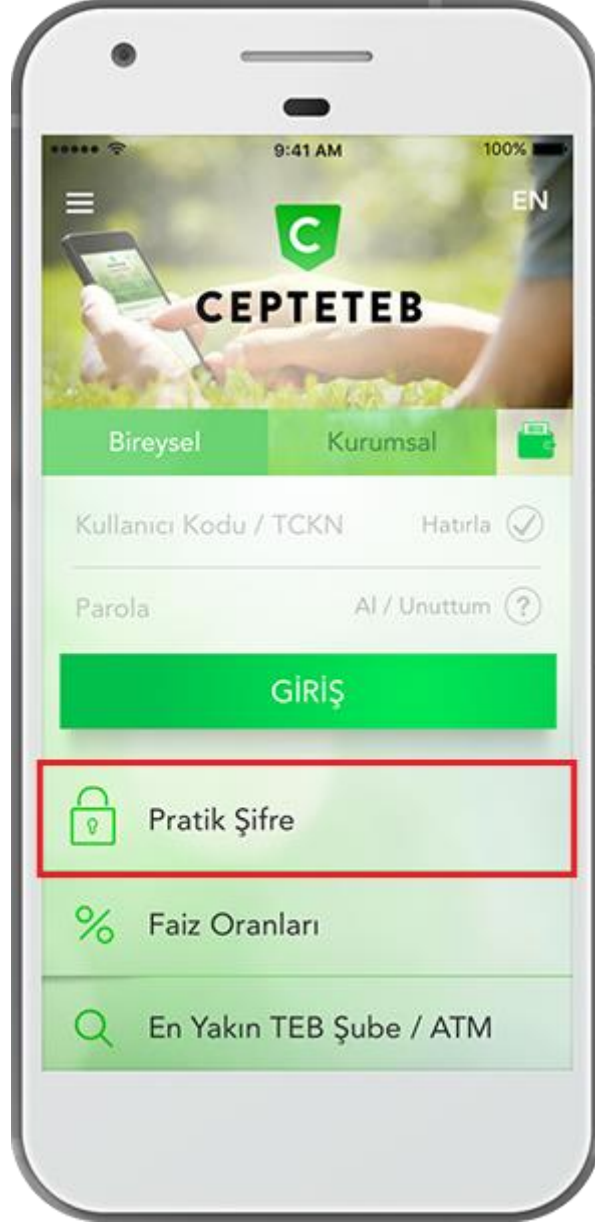 9:41 AM 100%
EN
C
CEPTETEB
Bireysel Kurumsal
Kullanıcı Kodu / TCKN Hatırla
Parola Al / Unuttum ?
GİRİŞ
Pratik Şifre
% Faiz Oranları
En Yakın TEB Şube / ATM